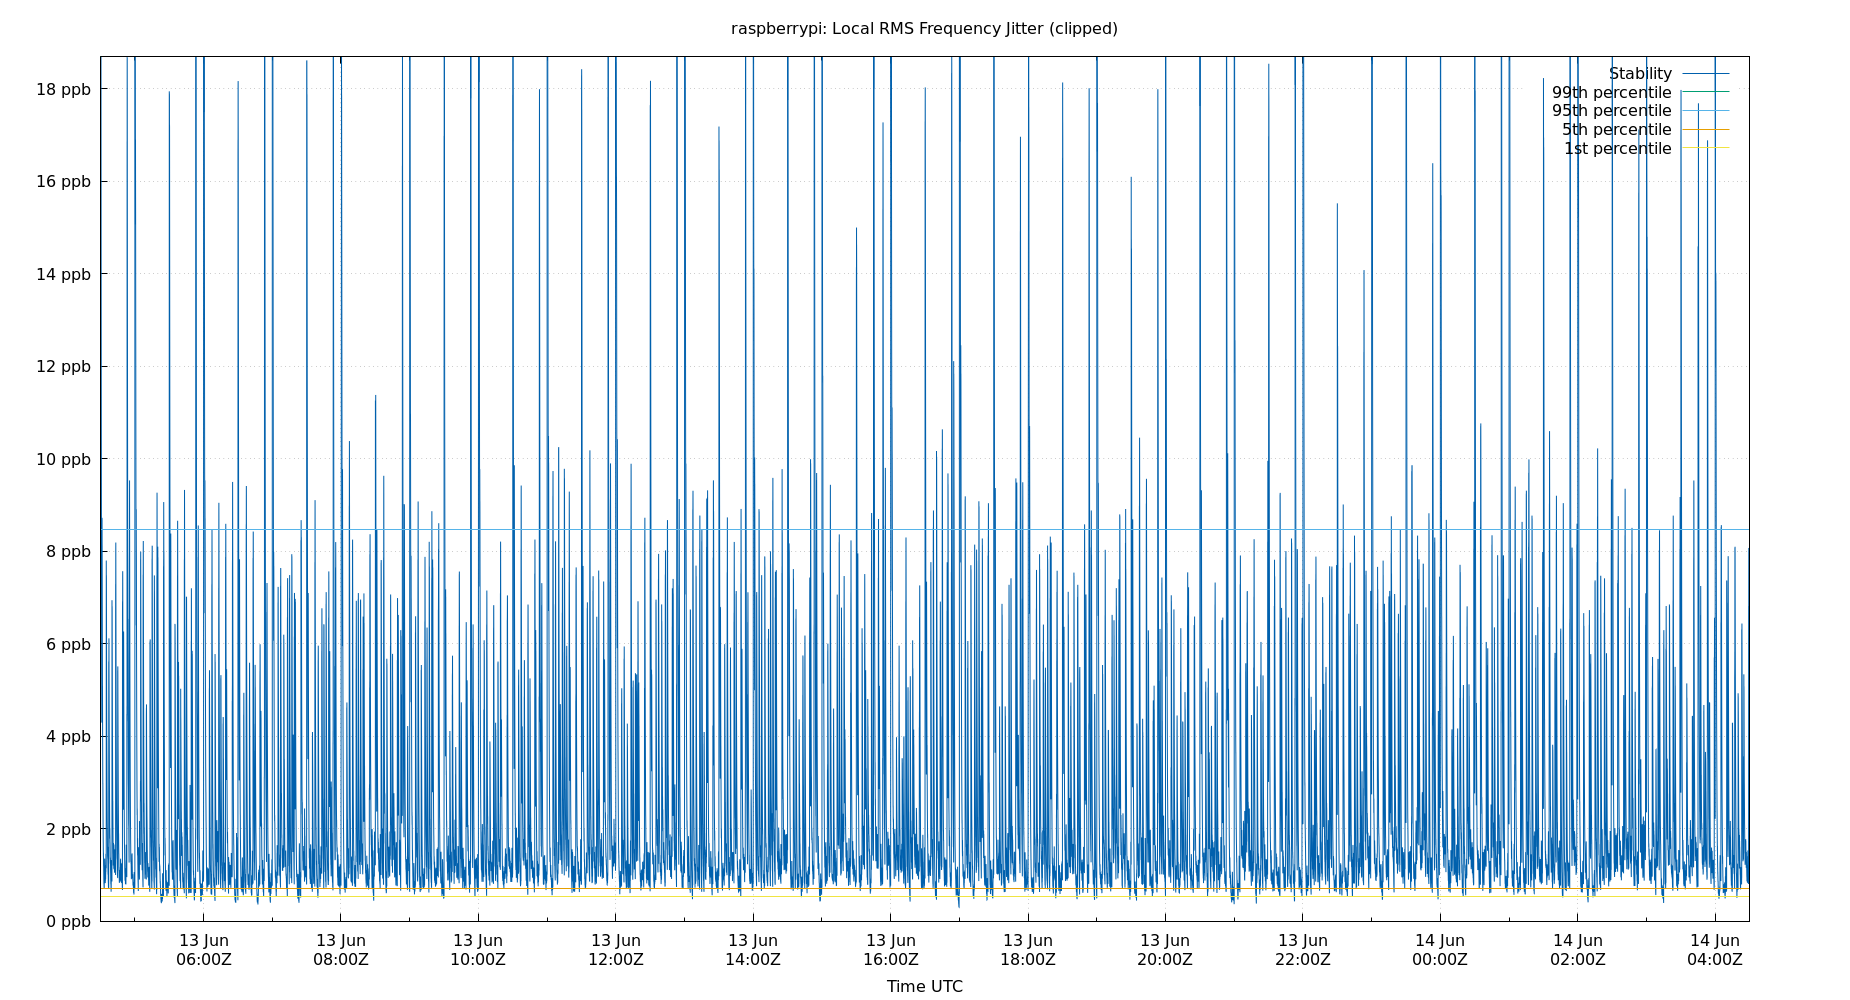 raspberrypi: Local RMS Frequency Jitter (clipped)
Stability
99th percentile
95th percentile
5th percentile
1st percentile
18 ppb
16 ppb
14 ppb
12 ppb
10 ppb
8 ppb
6 ppb
4 ppb
2 ppb
0 ppb
13 Jun 13 Jun 13 Jun 13 Jun 13 Jun 13 Jun 13 Jun 13 Jun 13 Jun 14 Jun 14 Jun 14 Jun
06:00Z 08:00Z 10:00Z 12:00Z 14:00Z 16:00Z 18:00Z 20:00Z 22:00Z 00:00Z 02:00Z 04:00Z
Time UTC